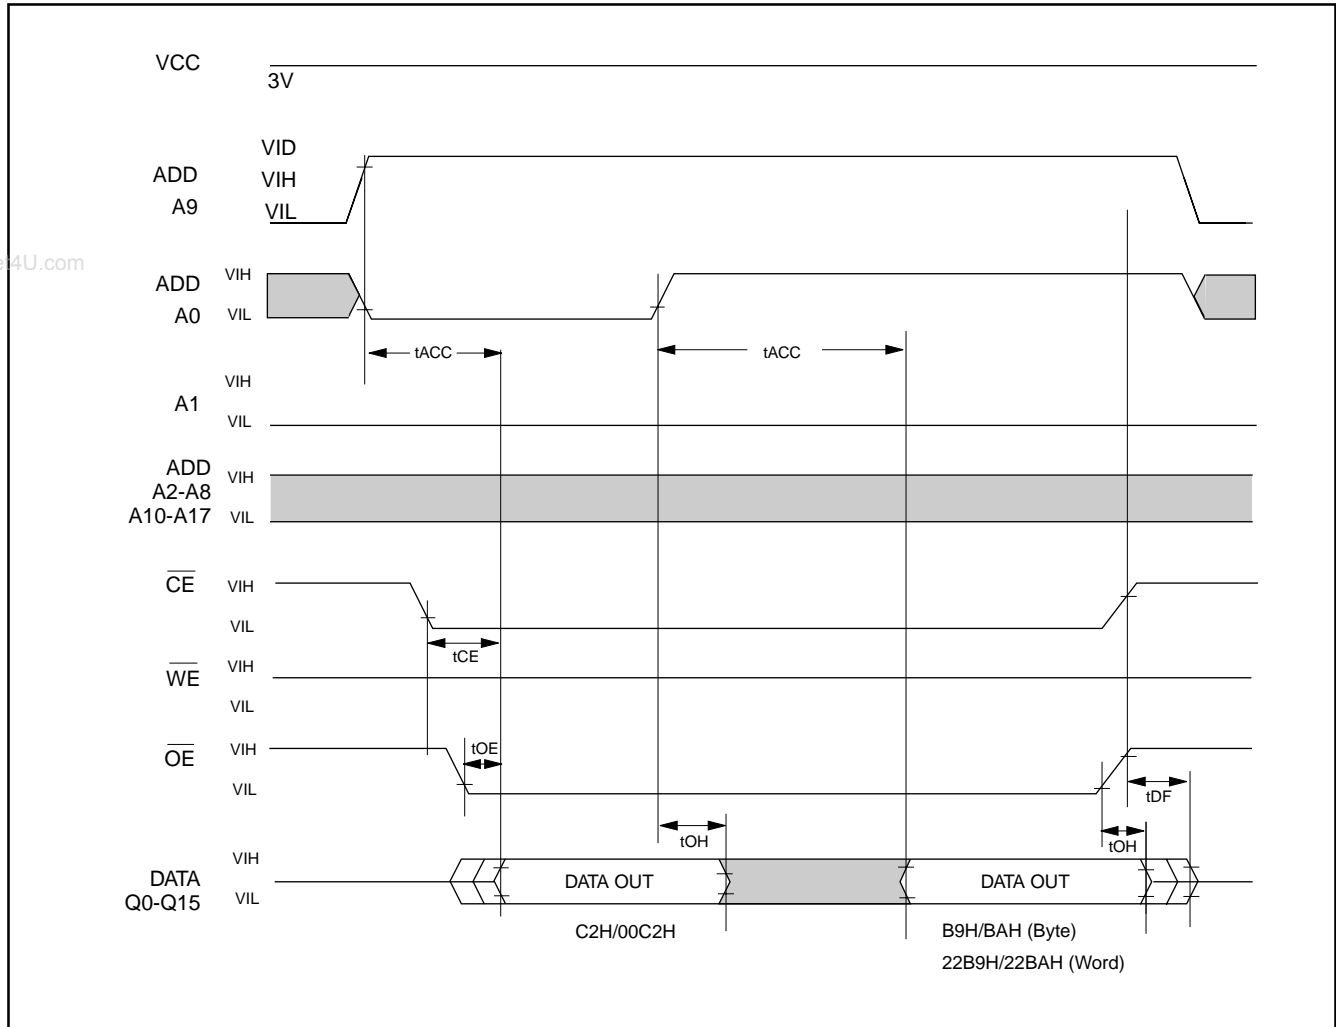 VCC
3V
VID
ADD
VIH
A9
VIL
et4U.com
ADD
VIH
A0
VIL
tACC
tACC
VIH
A1
VIL
ADD
VIH
A2-A8
A10-A17
VIL
CE
VIH
VIL
tCE
WE
VIH
VIL
OE
VIH
tOE
VIL
tDF
tOH
tOH
VIH
DATA
DATA OUT
DATA OUT
Q0-Q15
VIL
C2H/00C2H
B9H/BAH (Byte)
22B9H/22BAH (Word)